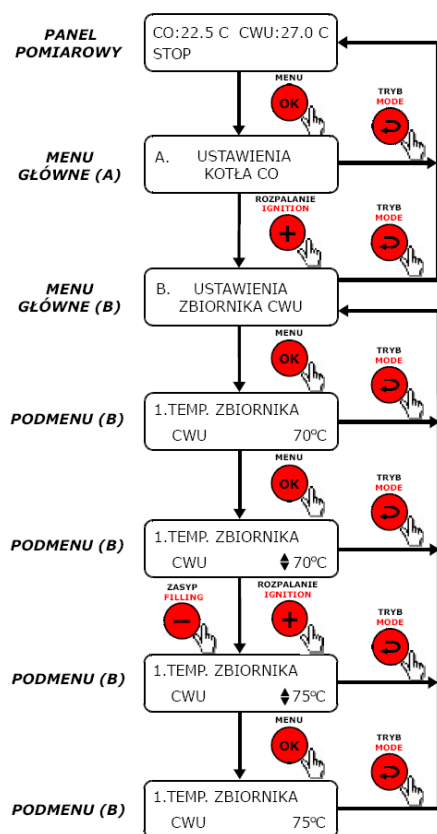 PANEL
POMIAROWY
CO:22.5 C CWU:27.0 C
STOP
MENU
OK
TRYB
MODE
MENU
GŁÓWNE (A)
A. USTAWIENIA
KOTŁA CO
ROZPALANIE
IGNITION
+
TRYB
MODE
MENU
GŁÓWNE (B)
B. USTAWIENIA
ZBIORNIKA CWU
MENU
OK
TRYB
MODE
PODMENU (B)
1.TEMP. ZBIORNIKA
CWU 70ºC
MENU
OK
TRYB
MODE
PODMENU (B)
1.TEMP. ZBIORNIKA
CWU 70ºC
ZASYP
FILLING
−
ROZPALANIE
IGNITION
+
TRYB
MODE
PODMENU (B)
1.TEMP. ZBIORNIKA
CWU 75ºC
MENU
OK
TRYB
MODE
PODMENU (B)
1.TEMP. ZBIORNIKA
CWU 75ºC